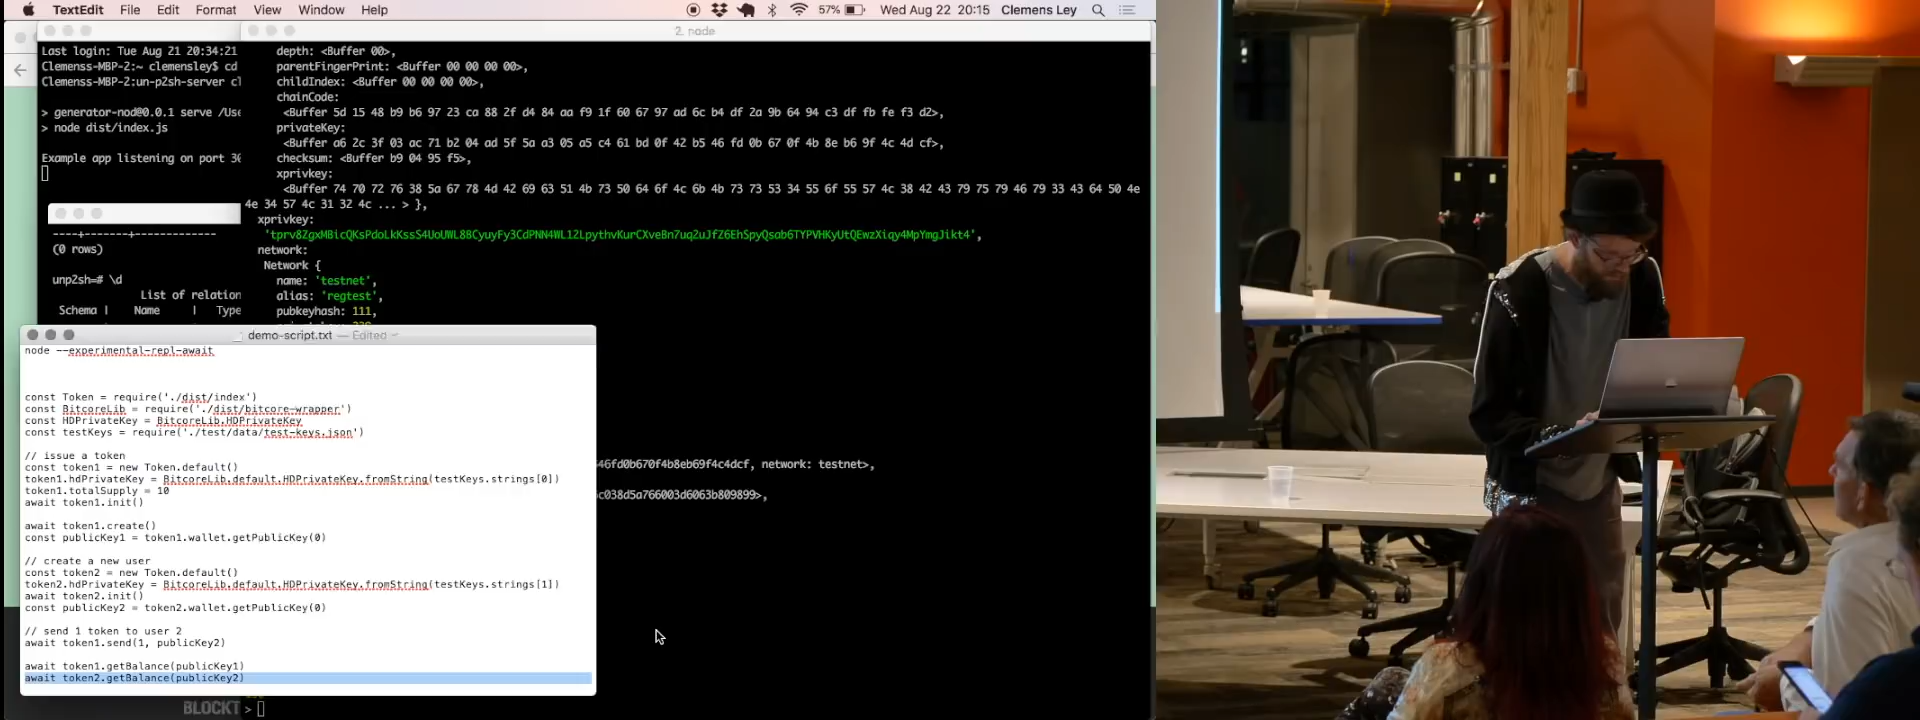 TextEdit File Edit Format View Window Help 57% Wed Aug 22 20:15 Clemens Ley
2. node
Last login: Tue Aug 21 20:34:21
Clemenss-MBP-2:~ clemensley$ cd
Clemenss-MBP-2:un-p2sh-server cl
> generator-nod@0.0.1 serve /Use
> node dist/index.js
Example app listening on port 30
----+-------+-------------
(0 rows)
unp2sh=# \d
List of relation
Schema | Name | Type
depth: <Buffer 00>,
parentFingerPrint: <Buffer 00 00 00 00>,
childIndex: <Buffer 00 00 00 00>,
chainCode:
<Buffer 5d 15 48 b9 b6 97 23 ca 88 2f d4 84 aa f9 1f 60 67 97 ad 6c b4 df 2a 9b 64 94 c3 df fb fe f3 d2>,
privateKey:
<Buffer a6 2c 3f 03 ac 71 b2 04 ad 5f 5a a3 05 a5 c4 61 bd 0f 42 b5 46 fd 0b 67 0f 4b 8e b6 9f 4c 4d cf>,
checksum: <Buffer b9 04 95 f5>,
xprivkey:
<Buffer 74 70 72 76 38 5a 67 78 4d 42 69 63 51 4b 73 50 64 6f 4c 6b 4b 73 73 53 34 55 6f 55 57 4c 38 42 43 79 75 79 46 79 33 43 64 50 4e
4e 34 57 4c 31 32 4c ... > },
xprivkey:
network:
Network {
name: 'testnet',
alias: 'regtest',
pubkeyhash: 111,
demo-script.txt — Edited
node --experimental-repl-await
const Token = require('./dist/index')
const BitcoreLib = require('./dist/bitcore-wrapper')
const HDPrivateKey = BitcoreLib.HDPrivateKey
const testKeys = require('./test/data/test-keys.json')
// issue a token
const token1 = new Token.default()
token1.hdPrivateKey = BitcoreLib.default.HDPrivateKey.fromString(testKeys.strings[0])
token1.totalSupply = 10
await token1.init()
await token1.create()
const publicKey1 = token1.wallet.getPublicKey(0)
// create a new user
const token2 = new Token.default()
token2.hdPrivateKey = BitcoreLib.default.HDPrivateKey.fromString(testKeys.strings[1])
await token2.init()
const publicKey2 = token2.wallet.getPublicKey(0)
// send 1 token to user 2
await token1.send(1, publicKey2)
await token1.getBalance(publicKey1)
await token2.getBalance(publicKey2)
46fd0b670f4b8eb69f4c4dcf, network: testnet>,
c038d5a766003d6063b809899>,
BLOCKT >